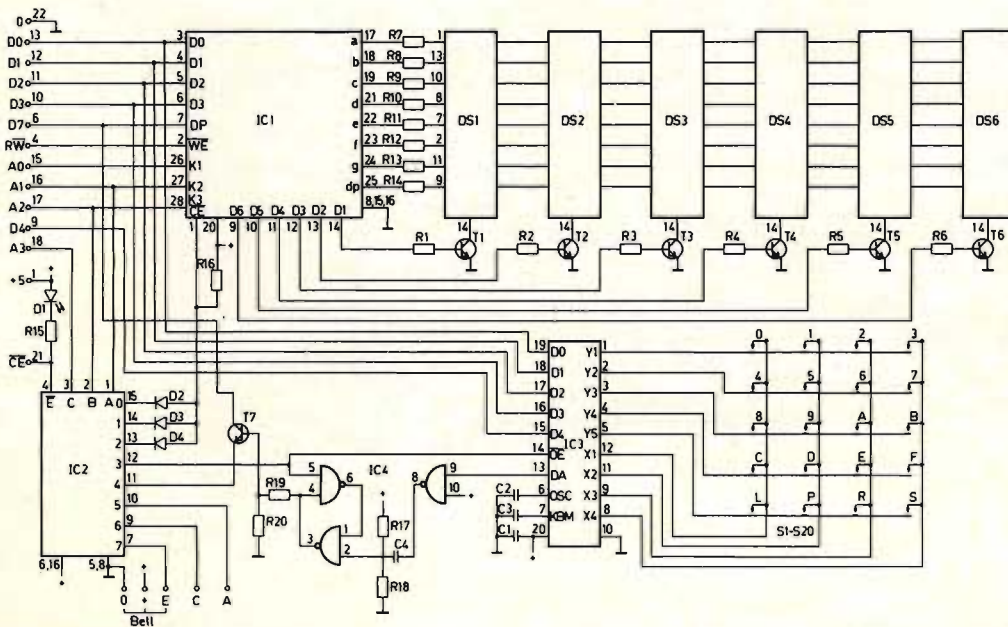 0 22
D0 13 3 D0 a 17 R7 1
D1 12 4 D1 b 18 R8 13
D2 11 5 D2 c 19 R9 10
D3 10 6 D3 d 21 R10 8
D7 6 7 DP e 22 R11 7
RW 4 2 WE f 23 R12 2
A0 15 26 K1 g 24 R13 11
A1 16 27 K2 dp 25 R14 9
A2 17 28 K3 8,15,16
CE D6 D5 D4 D3 D2 D1
IC1
DS1 DS2 DS3 DS4 DS5 DS6
D4 9
A3 18
1 20 9 10 11 12 13 14
14 14 14 14 14 14
R1 T1 R2 T2 R3 T3 R4 T4 R5 T5 R6 T6
+
R16
+5 1 +
D1
R15
CE 21
4 3 2 1
E C B A
0 15 D2
1 14 D3
2 13 D4
3 12
4 11
5 10
6 9
7 7
IC2
6,16 5,8
+
0 + E C A
Bell
T7
R19
R20
5 4 6
IC4
3 1 2
8 9 10
+
+
R17
C4
R18
19 D0 Y1 1
18 D1 Y2 2
17 D2 Y3 3
16 D3 Y4 4
15 D4 Y5 5
14 OE X1 12
13 DA X2 11
C2 6 OSC X3 9
C3 7 KBM X4 8
C1 20 10
IC3
+
0 1 2 3
4 5 6 7
8 9 A B
C D E F
L P R S
S1-S20